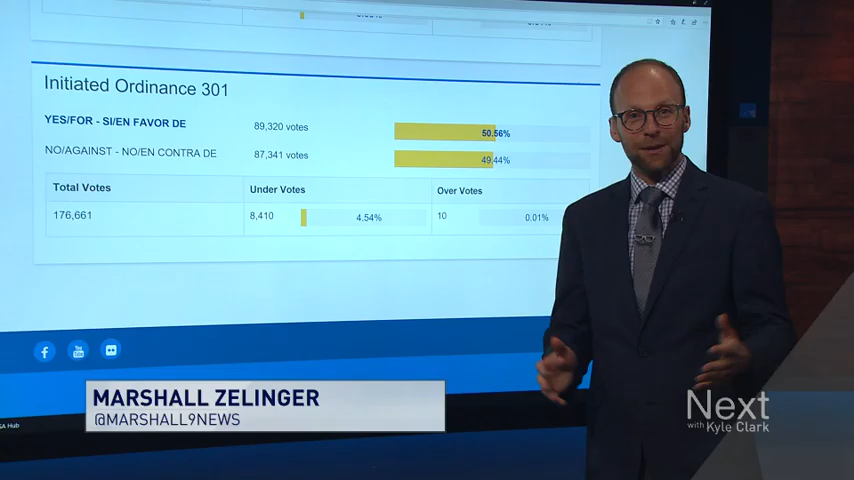 Initiated Ordinance 301
YES/FOR - SI/EN FAVOR DE 89,320 votes 50.56%
NO/AGAINST - NO/EN CONTRA DE 87,341 votes 49.44%
Total Votes Under Votes Over Votes
176,661 8,410 4.54% 10 0.01%
f You Tube
MARSHALL ZELINGER
@MARSHALL9NEWS
Next
with Kyle Clark